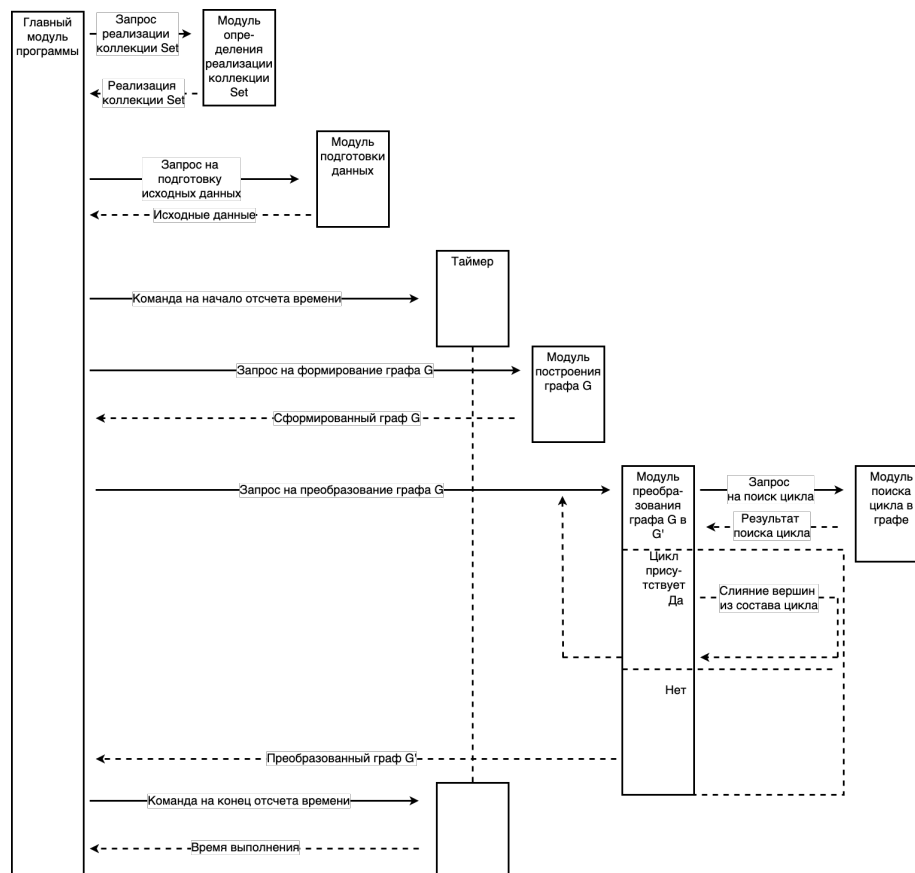 Главный
модуль
программы
Запрос
реализации
коллекции Set
Модуль
опре-
деления
реализации
коллекции
Set
Реализация
коллекции Set
Модуль
подготовки
данных
Запрос на
подготовку
исходных данных
Исходные данные
Таймер
Команда на начало отсчета времени
Модуль
построения
графа G
Запрос на формирование графа G
Сформированный граф G
Запрос на преобразование графа G
Модуль
преобра-
зования
графа G в
G'
Запрос
на поиск цикла
Модуль
поиска
цикла в
графе
Результат
поиска цикла
Цикл
прису-
тствует
Да
Слияние вершин
из состава цикла
Нет
Преобразованный граф G'
Команда на конец отсчета времени
Время выполнения